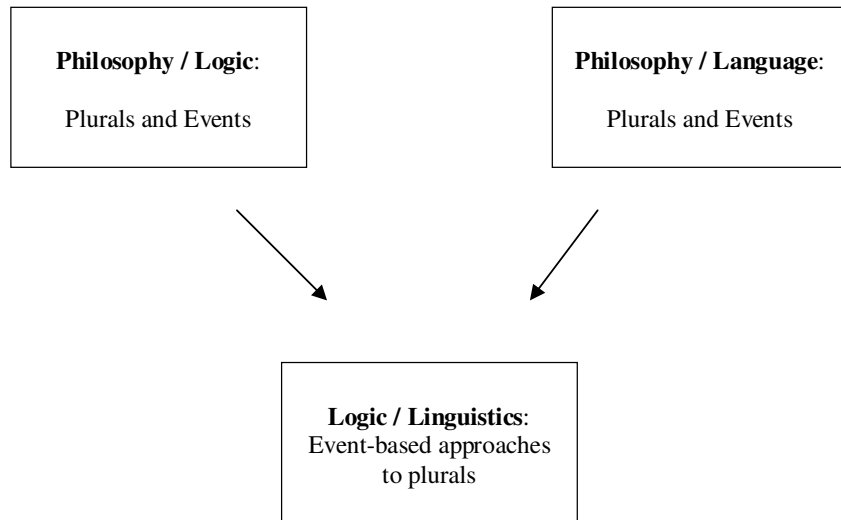 Philosophy / Logic:
Plurals and Events
Philosophy / Language:
Plurals and Events
Logic / Linguistics:
Event-based approaches
to plurals